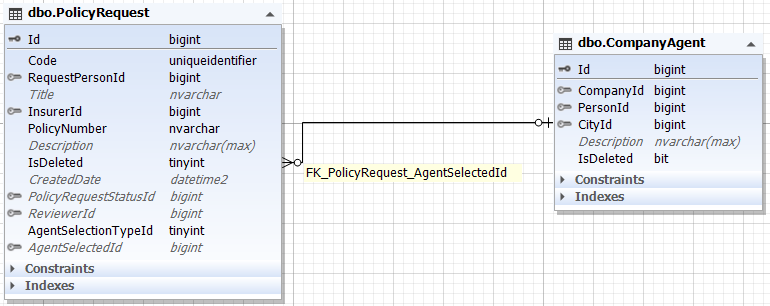 dbo.PolicyRequest
Id bigint
Code uniqueidentifier
RequestPersonId bigint
Title nvarchar
InsurerId bigint
PolicyNumber nvarchar
Description nvarchar(max)
IsDeleted tinyint
CreatedDate datetime2
PolicyRequestStatusId bigint
ReviewerId bigint
AgentSelectionTypeId tinyint
AgentSelectedId bigint
Constraints
Indexes
FK_PolicyRequest_AgentSelectedId
dbo.CompanyAgent
Id bigint
CompanyId bigint
PersonId bigint
CityId bigint
Description nvarchar(max)
IsDeleted bit
Constraints
Indexes